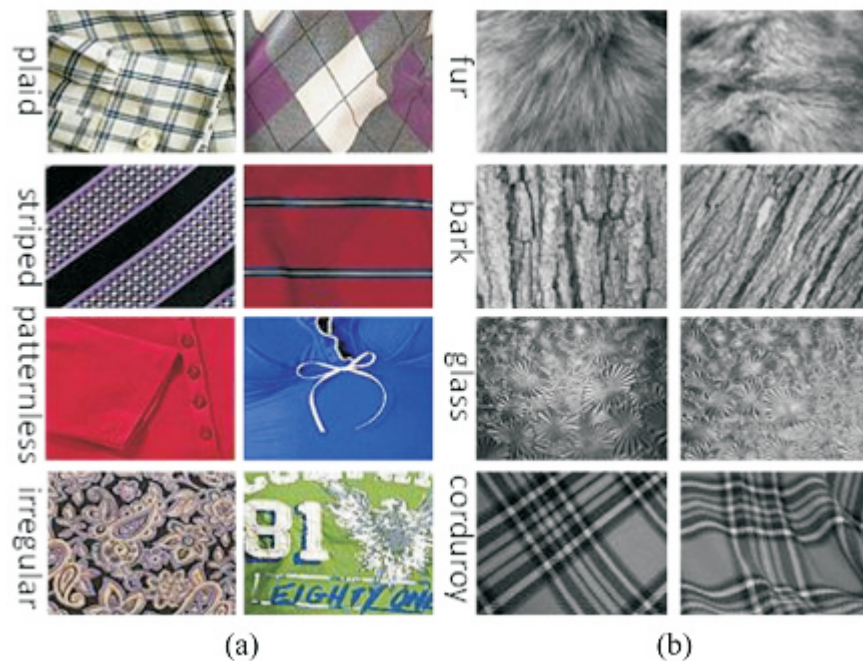 plaid
striped
patternless
irregular
81
EIGHTY ONE
(a)
fur
bark
glass
corduroy
(b)